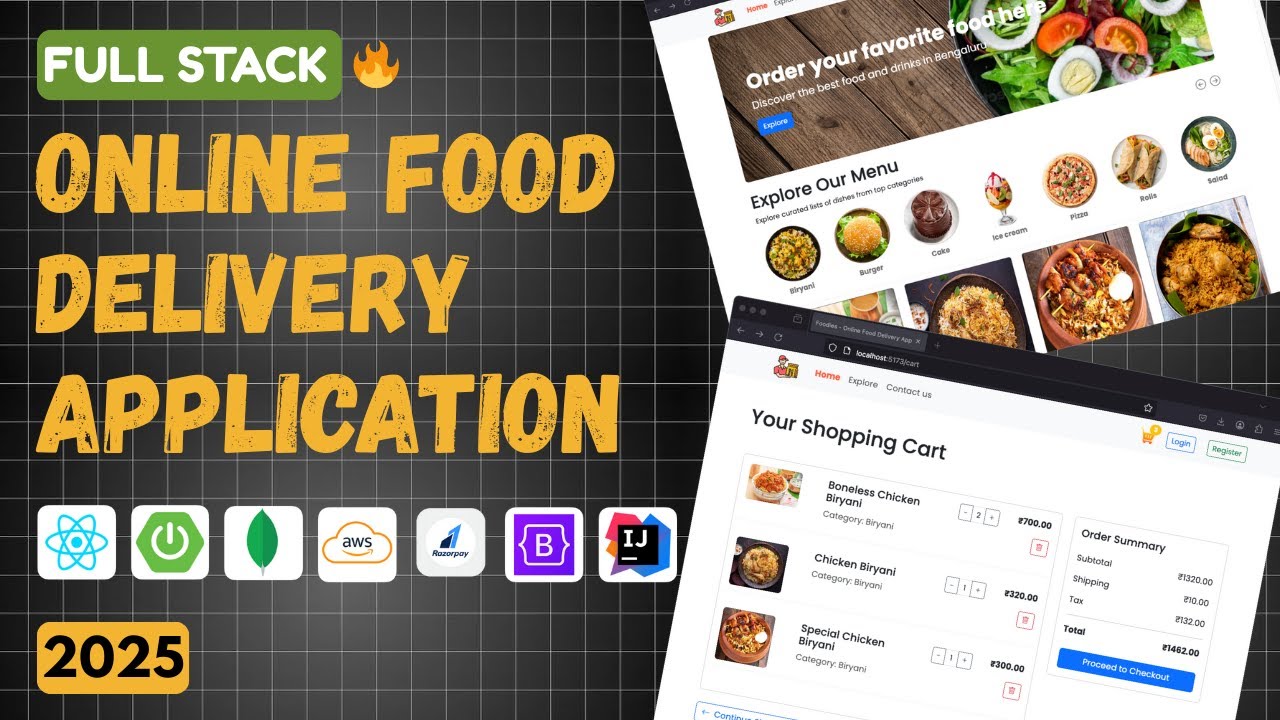 FULL STACK
ONLINE FOOD
DELIVERY
APPLICATION
aws
Razorpay
B
IJ
2025
Home
Order your favorite food here
Discover the best food and drinks in Bengaluru
Explore
Explore Our Menu
Explore curated lists of dishes from top categories
Biryani
Burger
Cake
Ice cream
Pizza
Rolls
Salad
Foodies - Online Food Delivery App
localhost:5173/cart
Home
Explore
Contact us
Login
Register
Your Shopping Cart
Boneless Chicken
Biryani
Category: Biryani
- 2 +
₹700.00
Chicken Biryani
Category: Biryani
- 1 +
₹320.00
Special Chicken
Biryani
Category: Biryani
- 1 +
₹300.00
← Continue
Order Summary
Subtotal ₹1320.00
Shipping ₹10.00
Tax ₹132.00
Total ₹1462.00
Proceed to Checkout